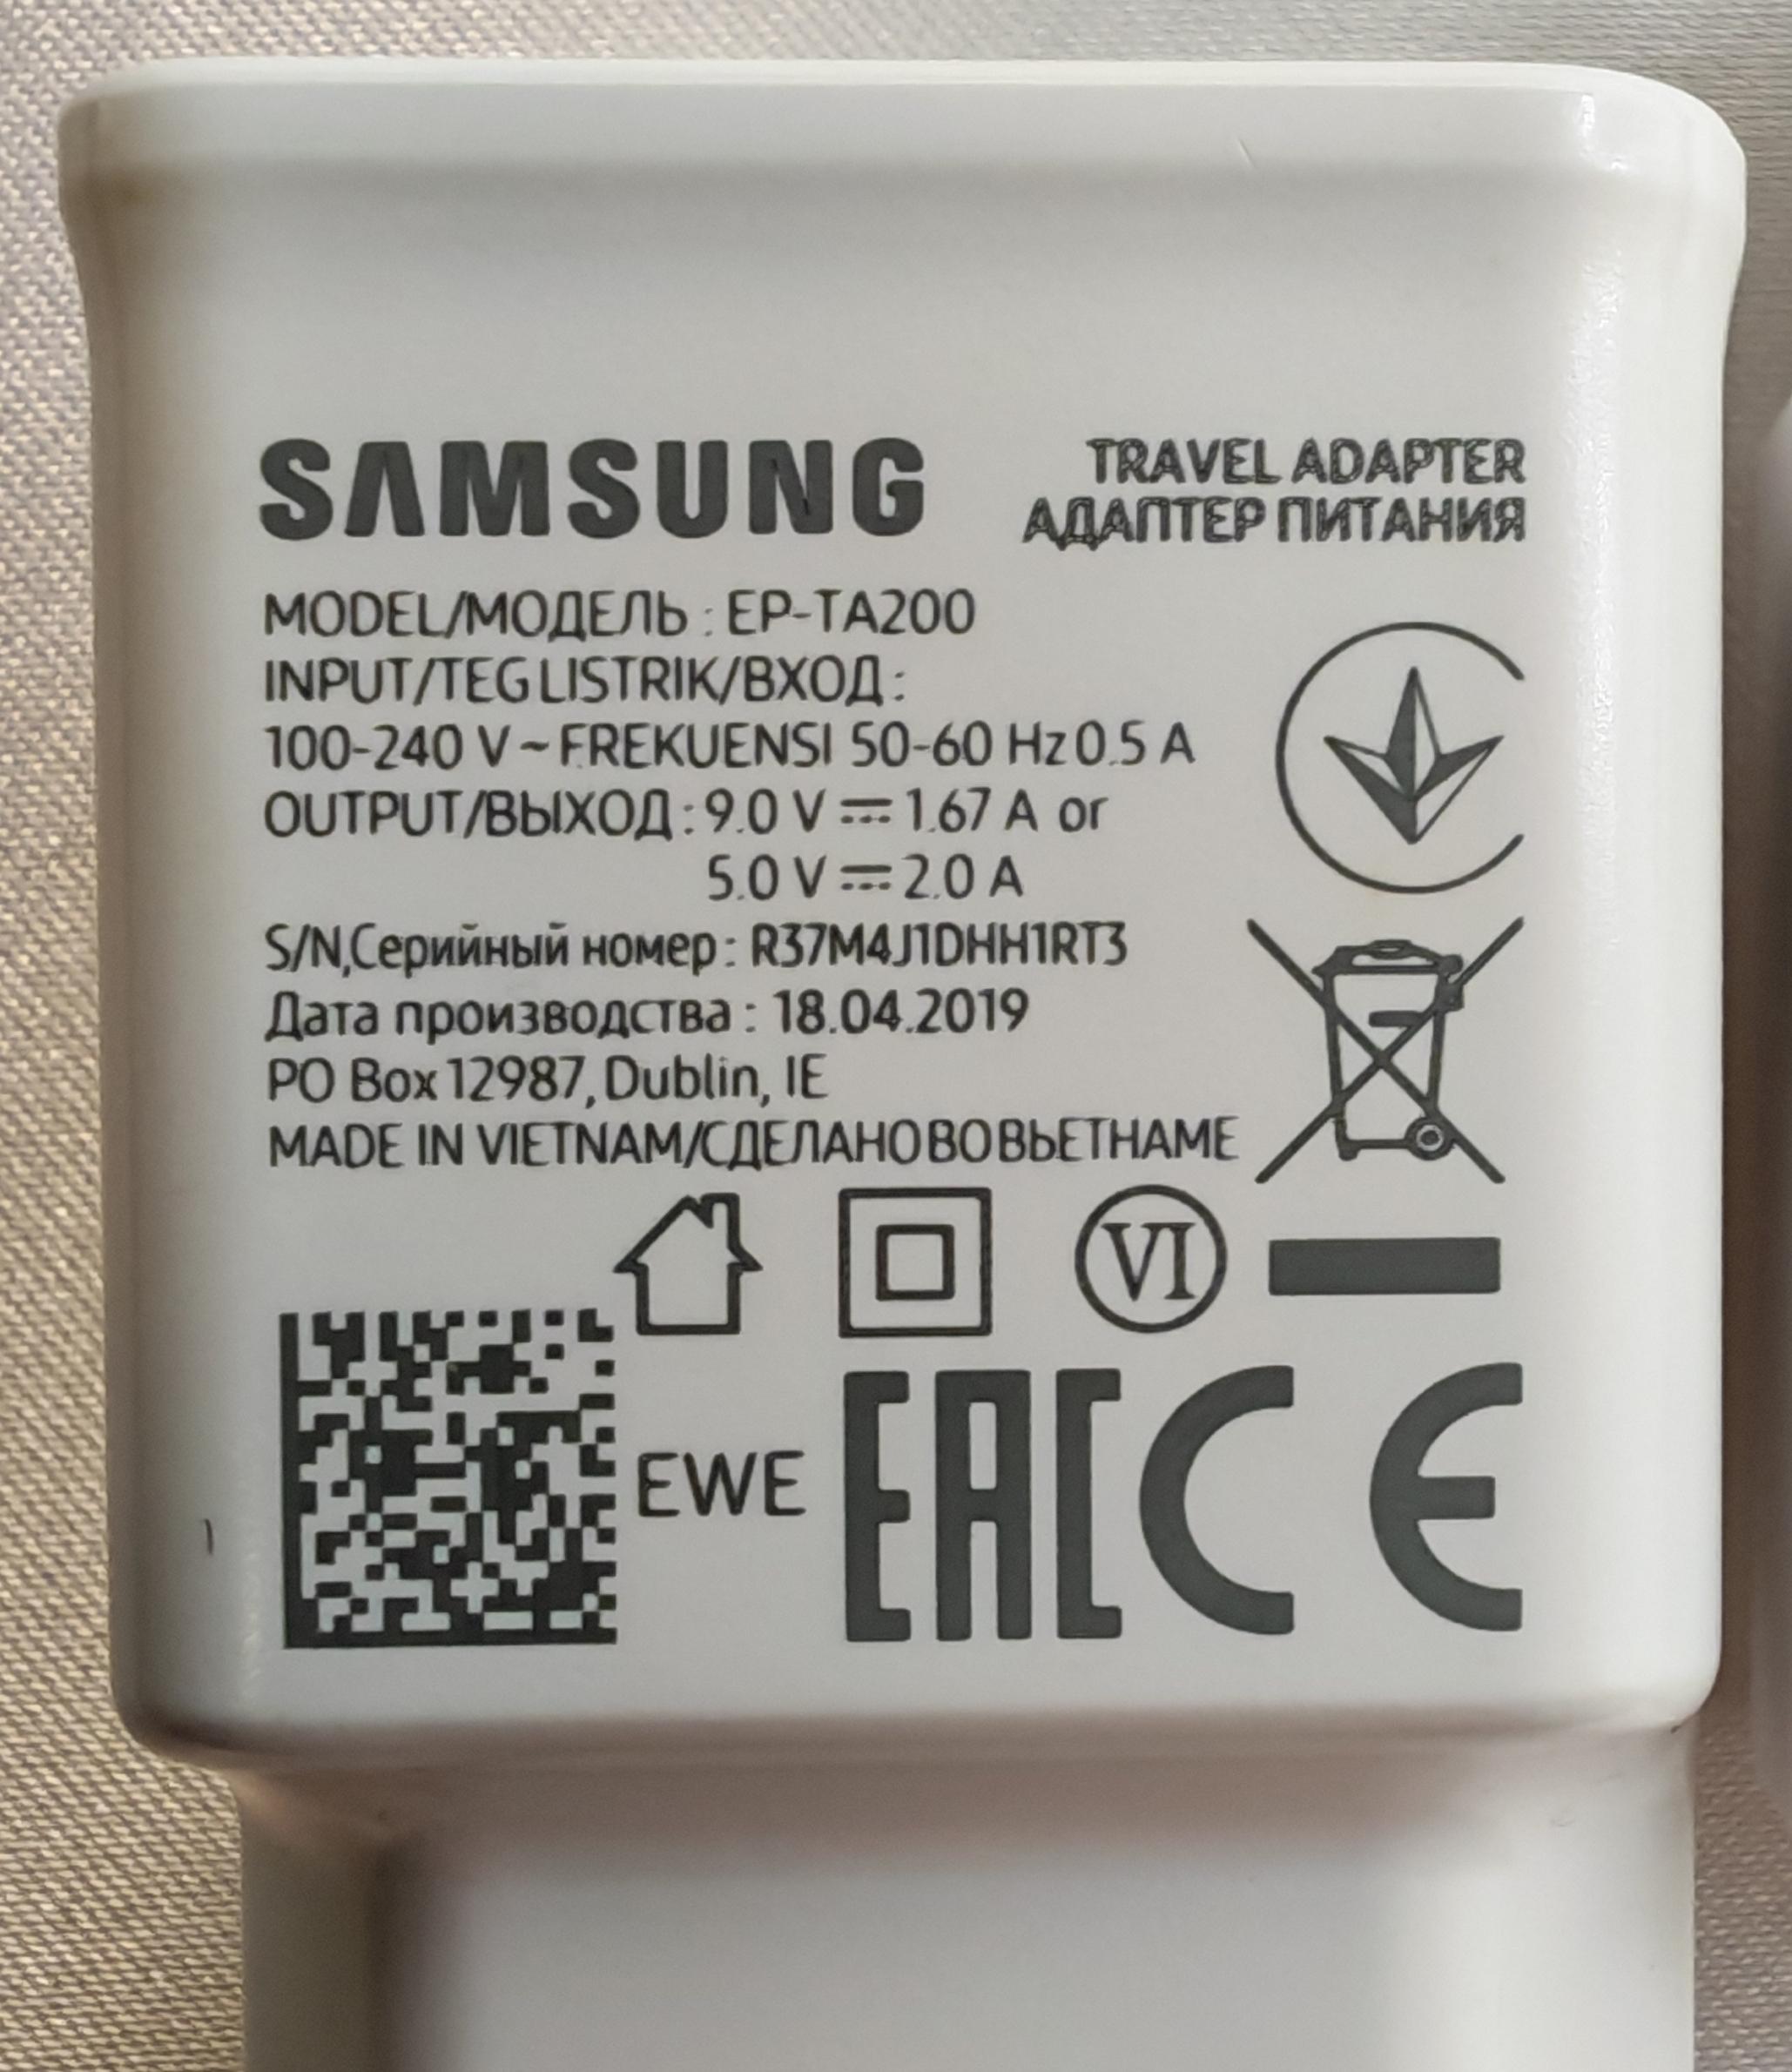 SAMSUNG
TRAVEL ADAPTER
АДАПТЕР ПИТАНИЯ
MODEL/МОДЕЛЬ : EP-TA200
INPUT/TEG LISTRIK/ВХОД :
100-240 V ~ FREKUENSI 50-60 Hz 0.5 A
OUTPUT/ВЫХОД : 9.0 V ⎓ 1.67 A or
5.0 V ⎓ 2.0 A
S/N,Серийный номер : R37M4J1DHH1RT3
Дата производства : 18.04.2019
PO Box 12987, Dublin, IE
MADE IN VIETNAM/СДЕЛАНО ВО ВЬЕТНАМЕ
VI
EWE
EAC
CE